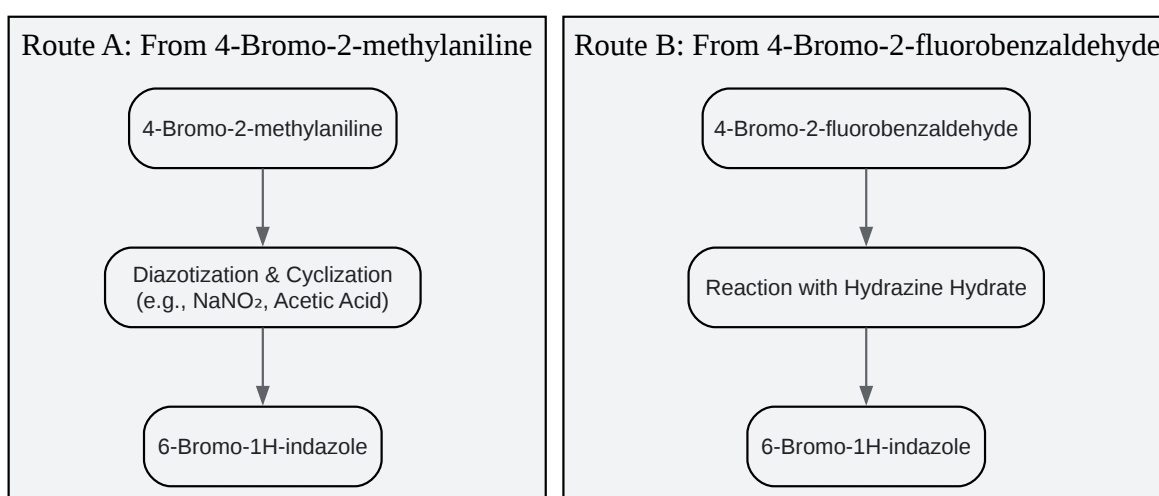 Route A: From 4-Bromo-2-methylaniline
4-Bromo-2-methylaniline
Diazotization & Cyclization
(e.g., NaNO₂, Acetic Acid)
6-Bromo-1H-indazole
Route B: From 4-Bromo-2-fluorobenzaldehyde
4-Bromo-2-fluorobenzaldehyde
Reaction with Hydrazine Hydrate
6-Bromo-1H-indazole